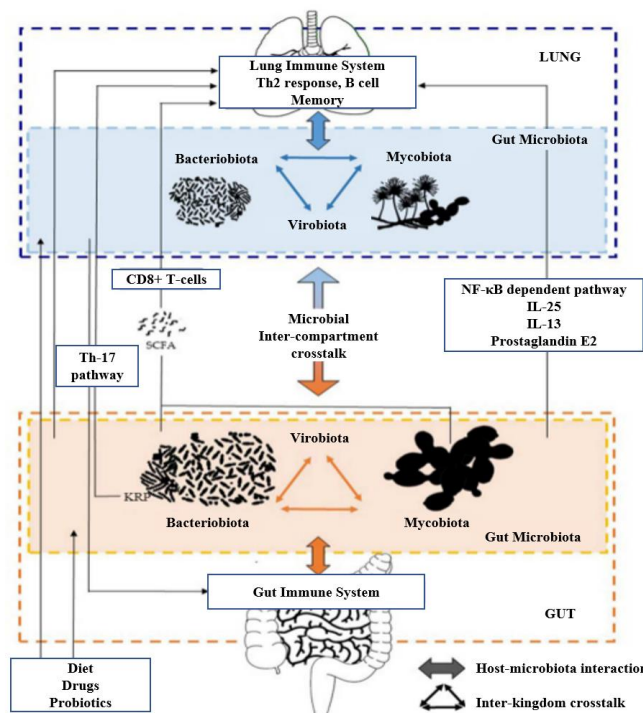 LUNG
Lung Immune System
Th2 response, B cell
Memory
Gut Microbiota
Bacteriobiota
Mycobiota
Virobiota
CD8+ T-cells
SCFA
Microbial
Inter-compartment
crosstalk
NF-κB dependent pathway
IL-25
IL-13
Prostaglandin E2
Th-17
pathway
Virobiota
KRP
Bacteriobiota
Mycobiota
Gut Microbiota
Gut Immune System
GUT
Diet
Drugs
Probiotics
Host-microbiota interaction
Inter-kingdom crosstalk